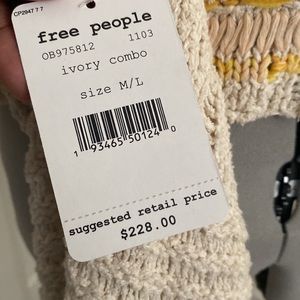 CP2947 7 7
free people
OB975812 1103
ivory combo
size M/L
1 93465 50124 0
suggested retail price
$228.00